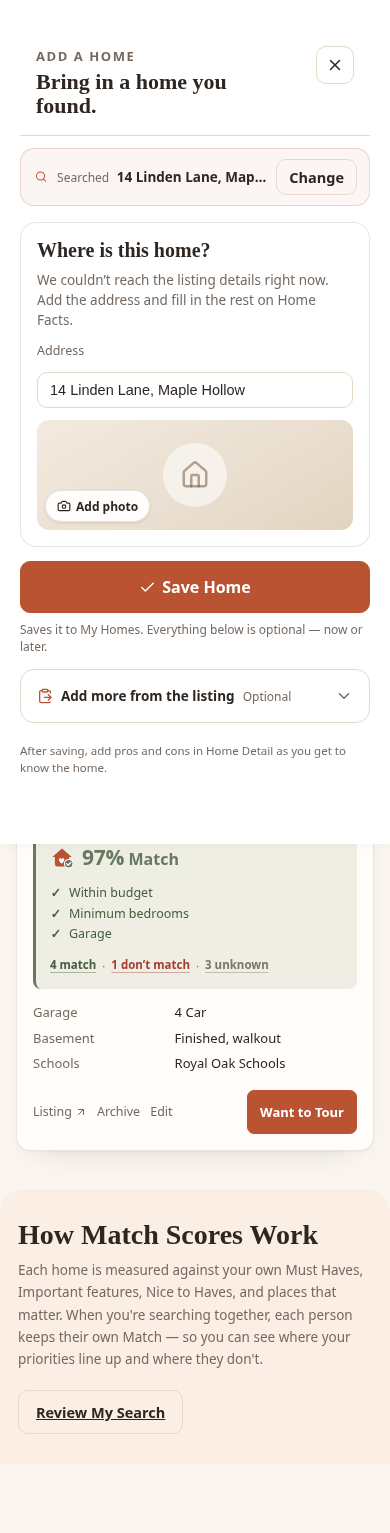 ADD A HOME
Bring in a home you
found.
Searched 14 Linden Lane, Map... Change
Where is this home?
We couldn’t reach the listing details right now.
Add the address and fill in the rest on Home
Facts.
Address
14 Linden Lane, Maple Hollow
Add photo
Save Home
Saves it to My Homes. Everything below is optional — now or
later.
Add more from the listing Optional
After saving, add pros and cons in Home Detail as you get to
know the home.
97% Match
✓ Within budget
✓ Minimum bedrooms
✓ Garage
4 match · 1 don’t match · 3 unknown
Garage 4 Car
Basement Finished, walkout
Schools Royal Oak Schools
Listing ↗ Archive Edit Want to Tour
How Match Scores Work
Each home is measured against your own Must Haves,
Important features, Nice to Haves, and places that
matter. When you're searching together, each person
keeps their own Match — so you can see where your
priorities line up and where they don't.
Review My Search